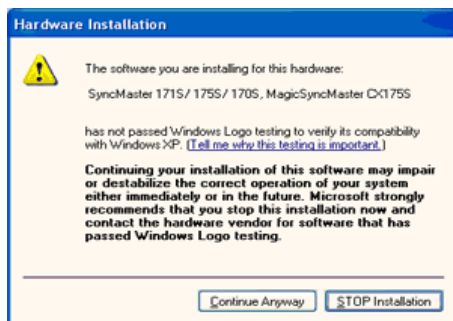 Hardware Installation
The software you are installing for this hardware:
SyncMaster 171S/ 175S/ 170S, MagicSyncMaster CX175S
has not passed Windows Logo testing to verify its compatibility
with Windows XP. (Tell me why this testing is important.)
Continuing your installation of this software may impair
or destabilize the correct operation of your system
either immediately or in the future. Microsoft strongly
recommends that you stop this installation now and
contact the hardware vendor for software that has
passed Windows Logo testing.
Continue Anyway STOP Installation